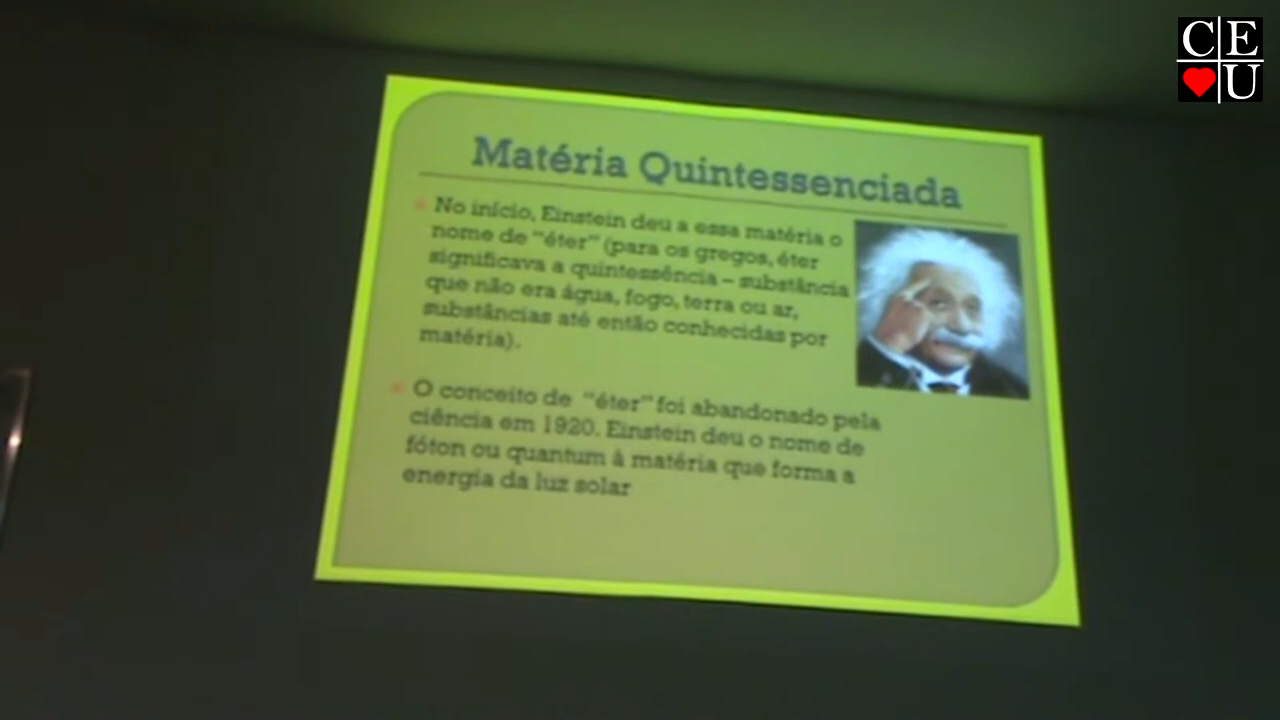 CE
U
Matéria Quintessenciada
No início, Einstein deu a essa matéria o
nome de “éter” (para os gregos, éter
significava a quintessência – substância
que não era água, fogo, terra ou ar,
substâncias até então conhecidas por
matéria).
O conceito de “éter” foi abandonado pela
ciência em 1920. Einstein deu o nome de
fóton ou quantum à matéria que forma a
energia da luz solar